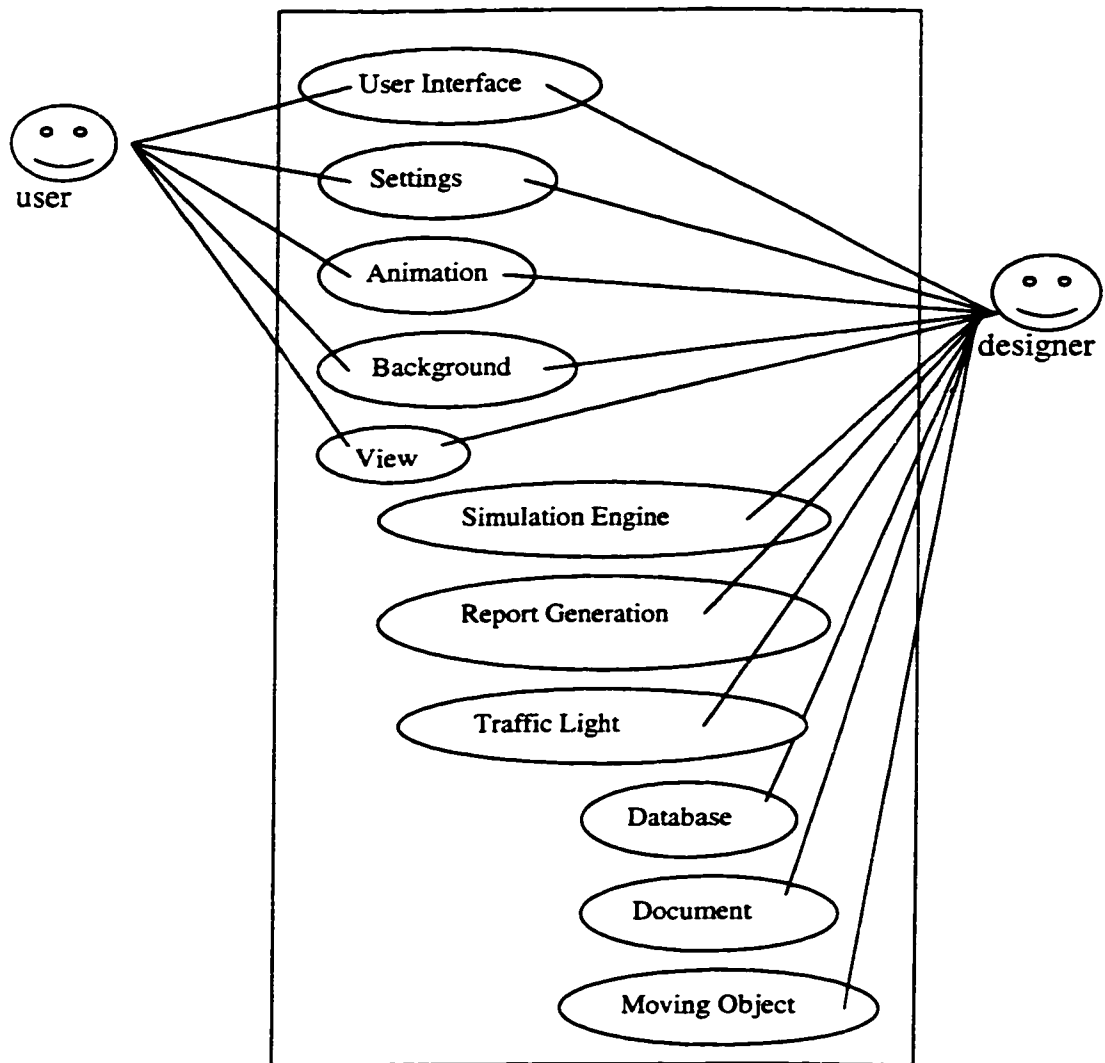 User Interface
user
Settings
Animation
designer
Background
View
Simulation Engine
Report Generation
Traffic Light
Database
Document
Moving Object